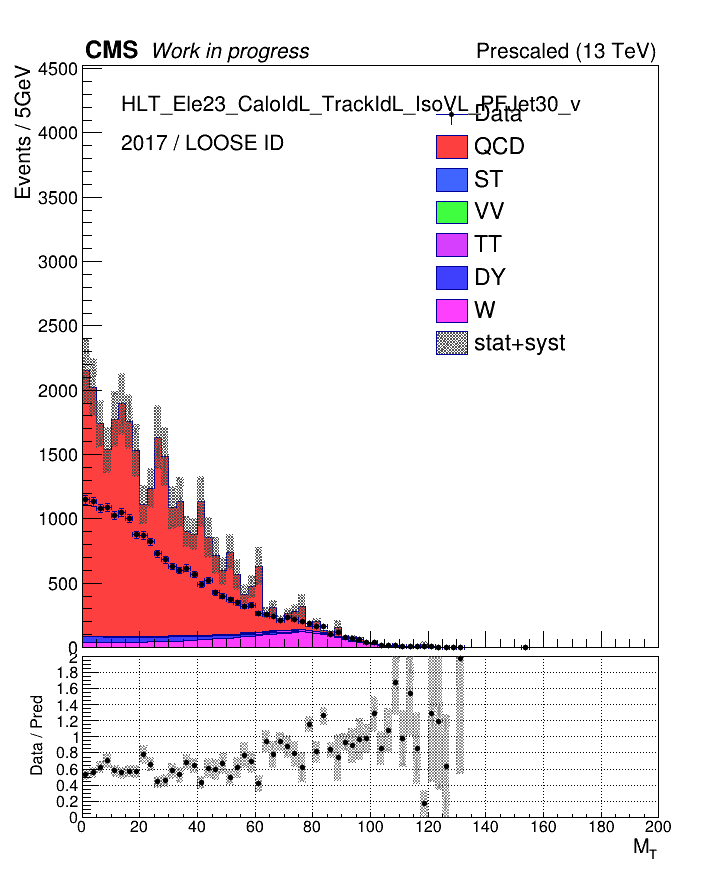 CMS Work in progress Prescaled (13 TeV)
Events / 5GeV
4500
4000
3500
3000
2500
2000
1500
1000
500
0
HLT_Ele23_CaloIdL_TrackIdL_IsoVL_PFJet30_v
2017 / LOOSE ID
Data
QCD
ST
VV
TT
DY
W
stat+syst
Data / Pred
2
1.8
1.6
1.4
1.2
1
0.8
0.6
0.4
0.2
0
0 20 40 60 80 100 120 140 160 180 200
M_T